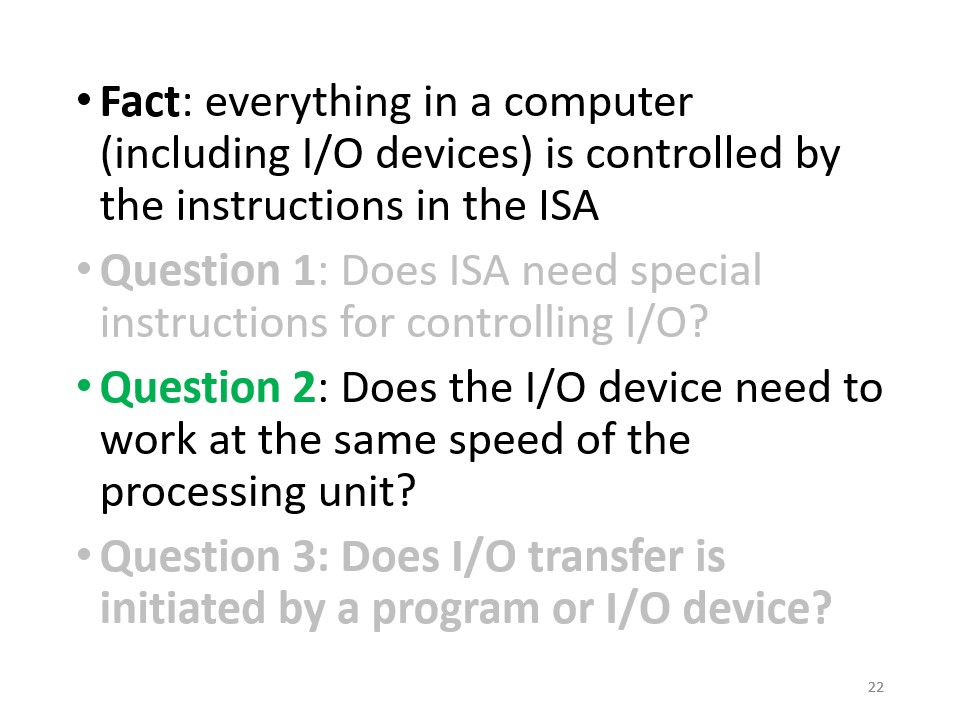 • Fact: everything in a computer
(including I/O devices) is controlled by
the instructions in the ISA
• Question 1: Does ISA need special
instructions for controlling I/O?
• Question 2: Does the I/O device need to
work at the same speed of the
processing unit?
• Question 3: Does I/O transfer is
initiated by a program or I/O device?
22